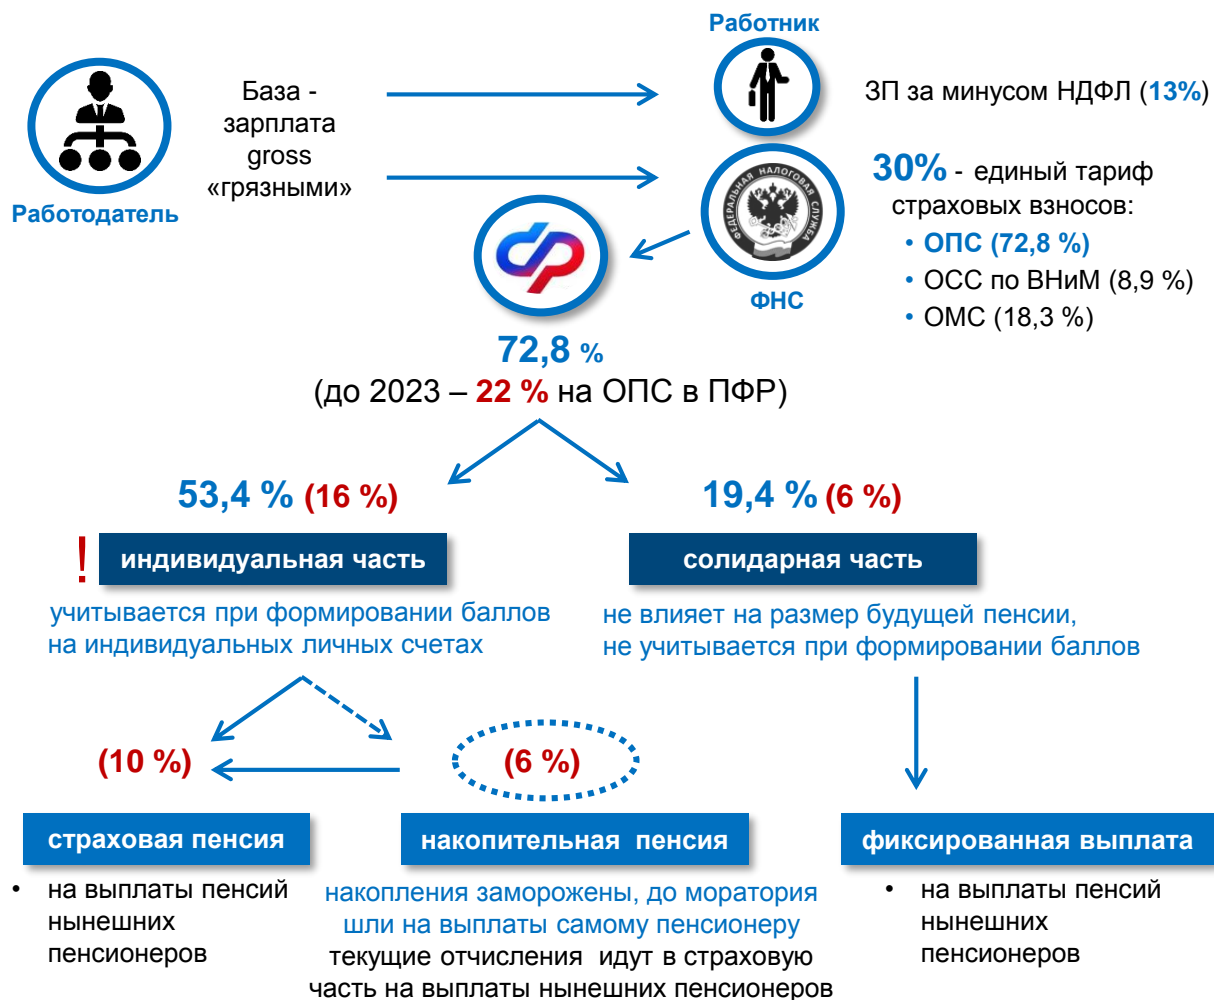 Работник
База -
зарплата
gross
«грязными»
Работодатель
ЗП за минусом НДФЛ (13%)
ФЕДЕРАЛЬНАЯ НАЛОГОВАЯ СЛУЖБА
ФНС
30% - единый тариф
страховых взносов:
• ОПС (72,8 %)
• ОСС по ВНиМ (8,9 %)
• ОМС (18,3 %)
72,8 %
(до 2023 – 22 % на ОПС в ПФР)
53,4 % (16 %)
19,4 % (6 %)
!
индивидуальная часть
солидарная часть
учитывается при формировании баллов
на индивидуальных личных счетах
не влияет на размер будущей пенсии,
не учитывается при формировании баллов
(10 %)
(6 %)
страховая пенсия
накопительная пенсия
фиксированная выплата
• на выплаты пенсий
нынешних
пенсионеров
накопления заморожены, до моратория
шли на выплаты самому пенсионеру
текущие отчисления идут в страховую
часть на выплаты нынешних пенсионеров
• на выплаты пенсий
нынешних
пенсионеров